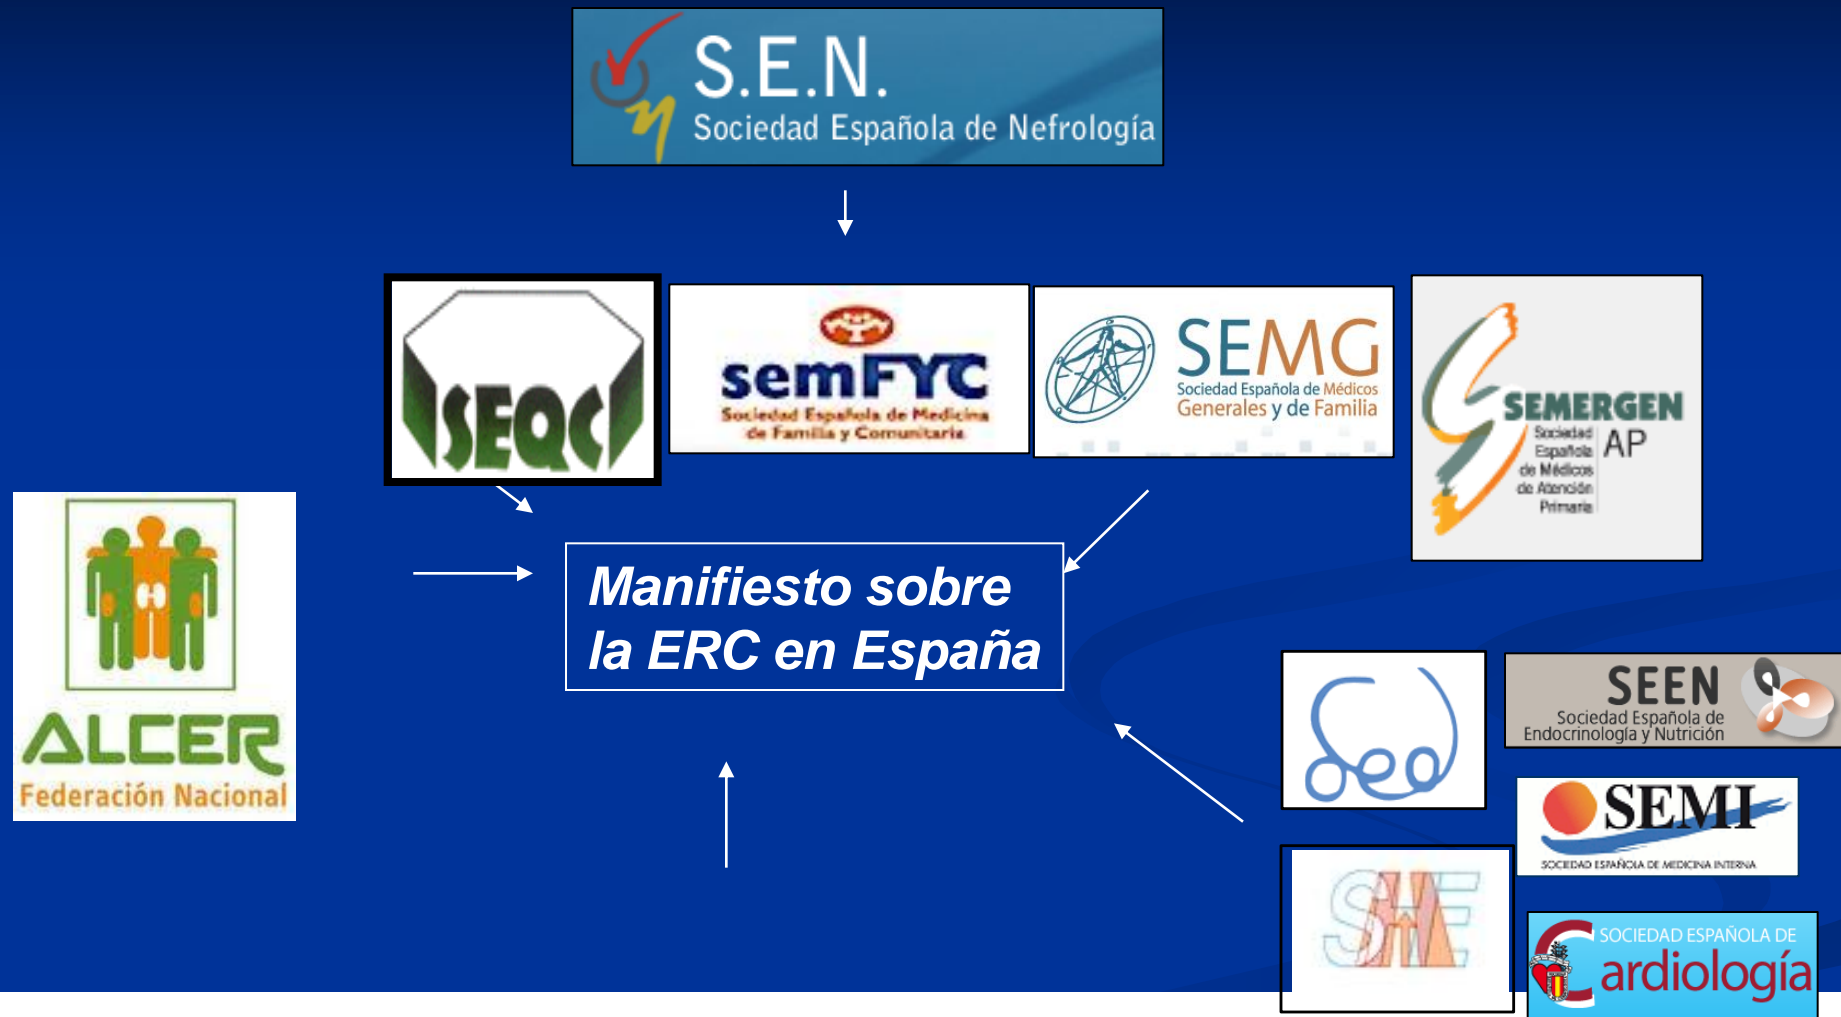 S.E.N.
Sociedad Española de Nefrología
SEQC
semFYC
Sociedad Española de Medicina
de Familia y Comunitaria
SEMG
Sociedad Española de Médicos
Generales y de Familia
SEMERGEN
Sociedad
Española
de Médicos
de Atención
Primaria
AP
ALCER
Federación Nacional
Manifiesto sobre
la ERC en España
sed
SEEN
Sociedad Española de
Endocrinología y Nutrición
SEMI
SOCIEDAD ESPAÑOLA DE MEDICINA INTERNA
SHE
SOCIEDAD ESPAÑOLA DE
Cardiología